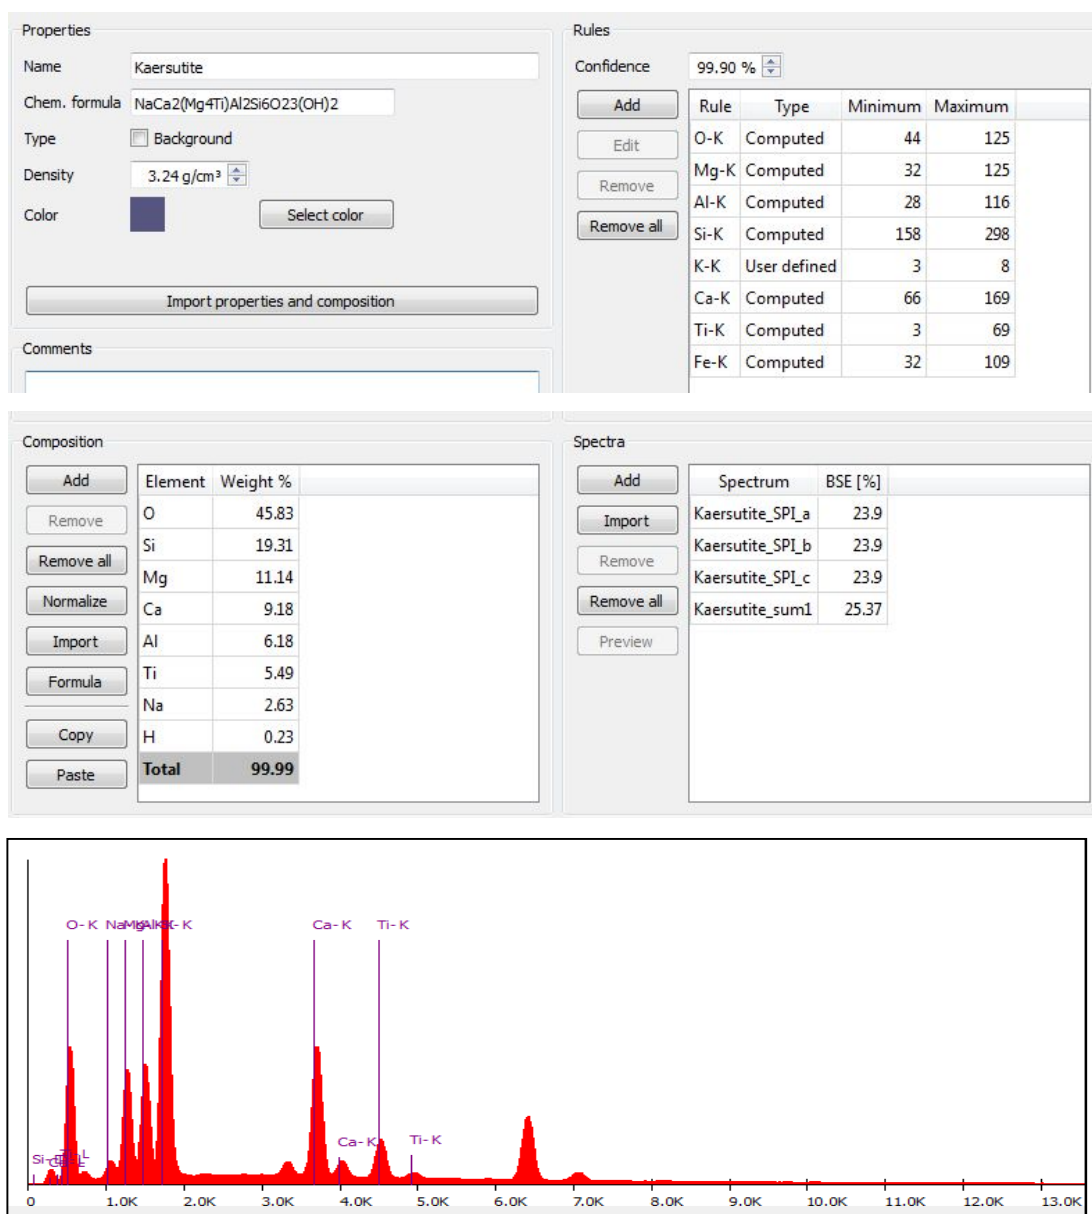 Properties
Name Kaersutite
Chem. formula NaCa2(Mg4Ti)Al2Si6O23(OH)2
Type Background
Density 3.24 g/cm³
Color Select color
Import properties and composition
Comments
Rules
Confidence 99.90 %
Add
Edit
Remove
Remove all
Rule Type Minimum Maximum
O-K Computed 44 125
Mg-K Computed 32 125
Al-K Computed 28 116
Si-K Computed 158 298
K-K User defined 3 8
Ca-K Computed 66 169
Ti-K Computed 3 69
Fe-K Computed 32 109
Composition
Add
Remove
Remove all
Normalize
Import
Formula
Copy
Paste
Element Weight %
O 45.83
Si 19.31
Mg 11.14
Ca 9.18
Al 6.18
Ti 5.49
Na 2.63
H 0.23
Total 99.99
Spectra
Add
Import
Remove
Remove all
Preview
Spectrum BSE [%]
Kaersutite_SPI_a 23.9
Kaersutite_SPI_b 23.9
Kaersutite_SPI_c 23.9
Kaersutite_sum1 25.37
O-K Ca-K Ti-K
Ca-K Ti-K
0 1.0K 2.0K 3.0K 4.0K 5.0K 6.0K 7.0K 8.0K 9.0K 10.0K 11.0K 12.0K 13.0K